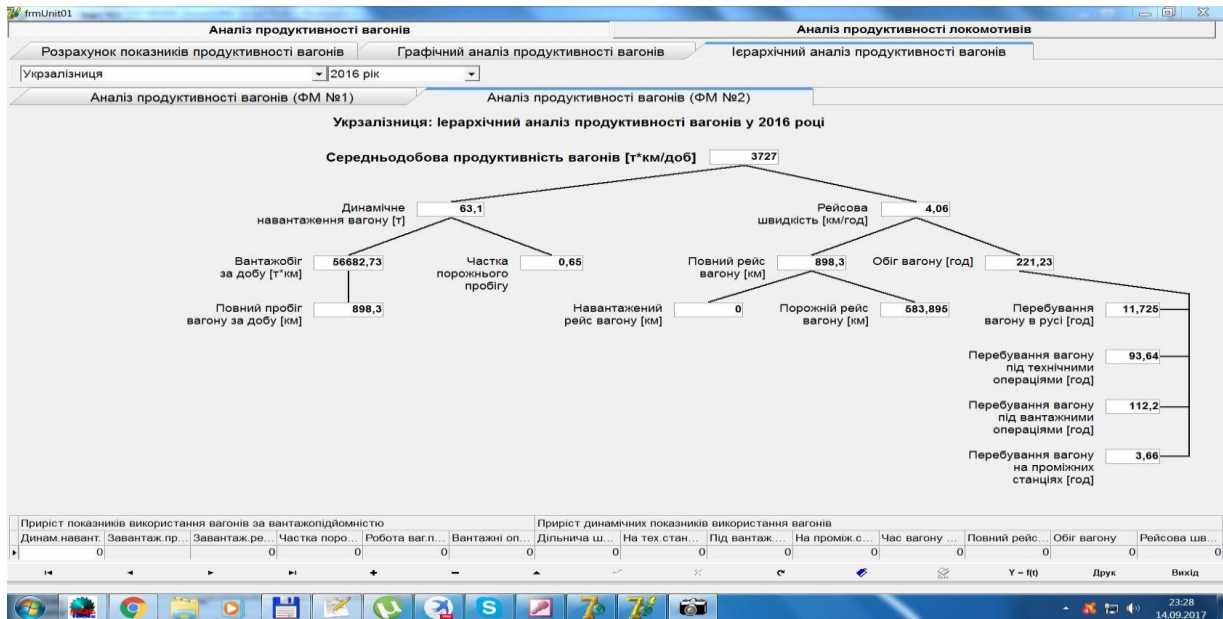 frmUnit01
Аналіз продуктивності вагонів Аналіз продуктивності локомотивів
Розрахунок показників продуктивності вагонів Графічний аналіз продуктивності вагонів Ієрархічний аналіз продуктивності вагонів
Укрзалізниця 2016 рік
Аналіз продуктивності вагонів (ФМ №1) Аналіз продуктивності вагонів (ФМ №2)
Укрзалізниця: Ієрархічний аналіз продуктивності вагонів у 2016 році
Середньодобова продуктивність вагонів [т*км/доб] 3727
Динамічне
навантаження вагону [т] 63,1
Рейсова
швидкість [км/год] 4,06
Вантажобіг
за добу [т*км] 56682,73
Частка
порожнього
пробігу 0,65
Повний рейс
вагону [км] 898,3
Обіг вагону [год] 221,23
Повний пробіг
вагону за добу [км] 898,3
Навантажений
рейс вагону [км] 0
Порожній рейс
вагону [км] 583,895
Перебування
вагону в русі [год] 11,725
Перебування вагону
під технічними
операціями [год] 93,64
Перебування вагону
під вантажними
операціями [год] 112,2
Перебування вагону
на проміжних
станціях [год] 3,66
Приріст показників використання вагонів за вантажопідйомністю Приріст динамічних показників використання вагонів
Динам.навант. Завантаж.пр... Завантаж.ре... Частка поро... Робота ваг.п... Вантажні оп... Дільнича ш... На тех.стан... Під вантаж.... На проміж.с... Час вагону ... Повний рейс... Обіг вагону Рейсова шв...
0 0 0 0 0 0 0 0 0 0 0 0 0 0
Y – f(t) Друк Вихід
23:28
14.09.2017